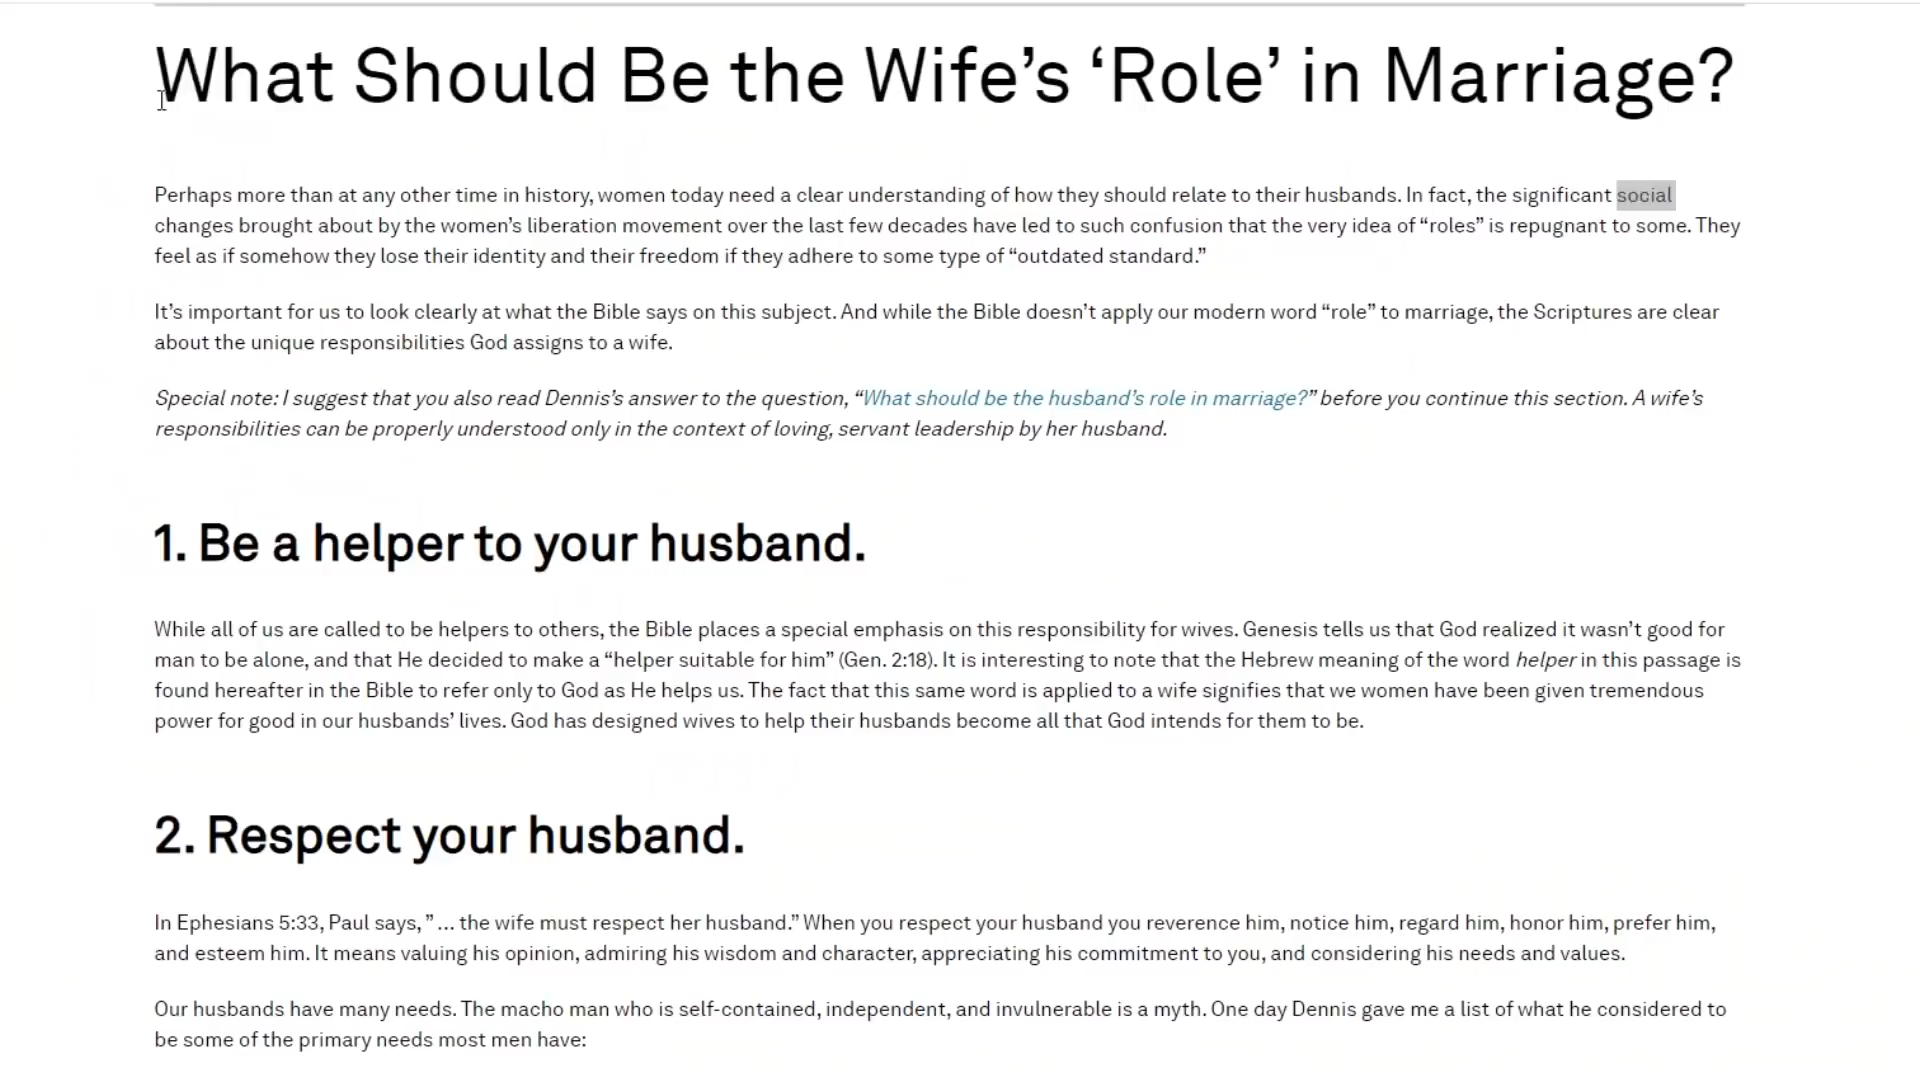 What Should Be the Wife’s ‘Role’ in Marriage?
Perhaps more than at any other time in history, women today need a clear understanding of how they should relate to their husbands. In fact, the significant social
changes brought about by the women’s liberation movement over the last few decades have led to such confusion that the very idea of “roles” is repugnant to some. They
feel as if somehow they lose their identity and their freedom if they adhere to some type of “outdated standard.”
It’s important for us to look clearly at what the Bible says on this subject. And while the Bible doesn’t apply our modern word “role” to marriage, the Scriptures are clear
about the unique responsibilities God assigns to a wife.
Special note: I suggest that you also read Dennis’s answer to the question, “What should be the husband’s role in marriage?” before you continue this section. A wife’s
responsibilities can be properly understood only in the context of loving, servant leadership by her husband.
1. Be a helper to your husband.
While all of us are called to be helpers to others, the Bible places a special emphasis on this responsibility for wives. Genesis tells us that God realized it wasn’t good for
man to be alone, and that He decided to make a “helper suitable for him” (Gen. 2:18). It is interesting to note that the Hebrew meaning of the word helper in this passage is
found hereafter in the Bible to refer only to God as He helps us. The fact that this same word is applied to a wife signifies that we women have been given tremendous
power for good in our husbands’ lives. God has designed wives to help their husbands become all that God intends for them to be.
2. Respect your husband.
In Ephesians 5:33, Paul says, ” … the wife must respect her husband.” When you respect your husband you reverence him, notice him, regard him, honor him, prefer him,
and esteem him. It means valuing his opinion, admiring his wisdom and character, appreciating his commitment to you, and considering his needs and values.
Our husbands have many needs. The macho man who is self-contained, independent, and invulnerable is a myth. One day Dennis gave me a list of what he considered to
be some of the primary needs most men have: